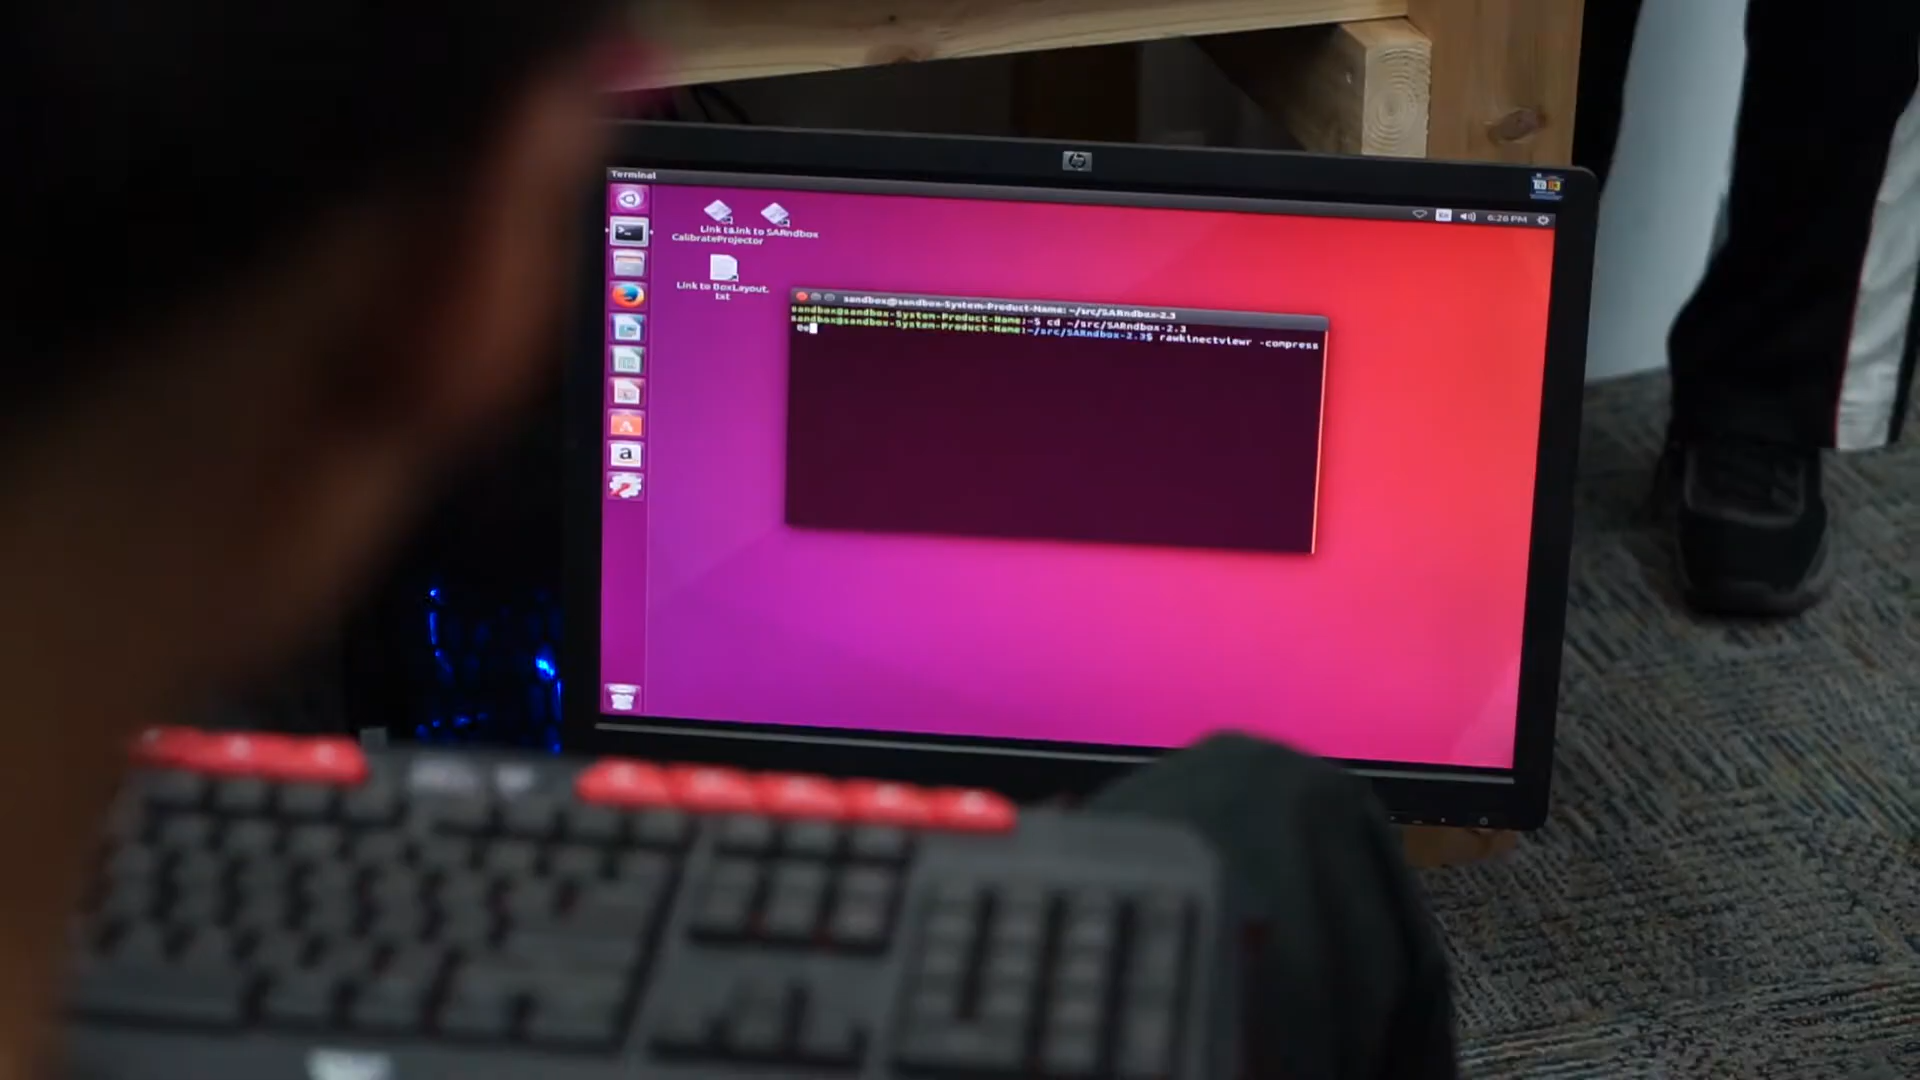 hp
Terminal
6:26 PM
Link to
Link to SARndbox
CalibrateProjector
Link to BoxLayout.
txt
sandbox@sandbox-System-Product-Name: ~/src/SARndbox-2.3
sandbox@sandbox-System-Product-Name:~$ cd ~/src/SARndbox-2.3
sandbox@sandbox-System-Product-Name:~/src/SARndbox-2.3$ rawkinectviewr -compress
A
a